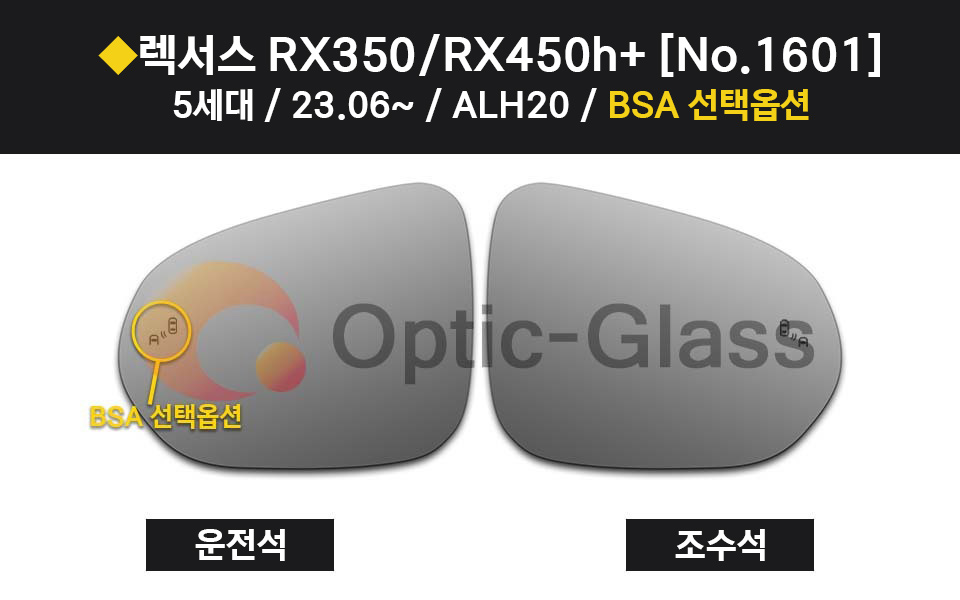 ◆렉서스 RX350/RX450h+ [No.1601]
5세대 / 23.06~ / ALH20 / BSA 선택옵션
Optic-Glass
BSA 선택옵션
운전석
조수석